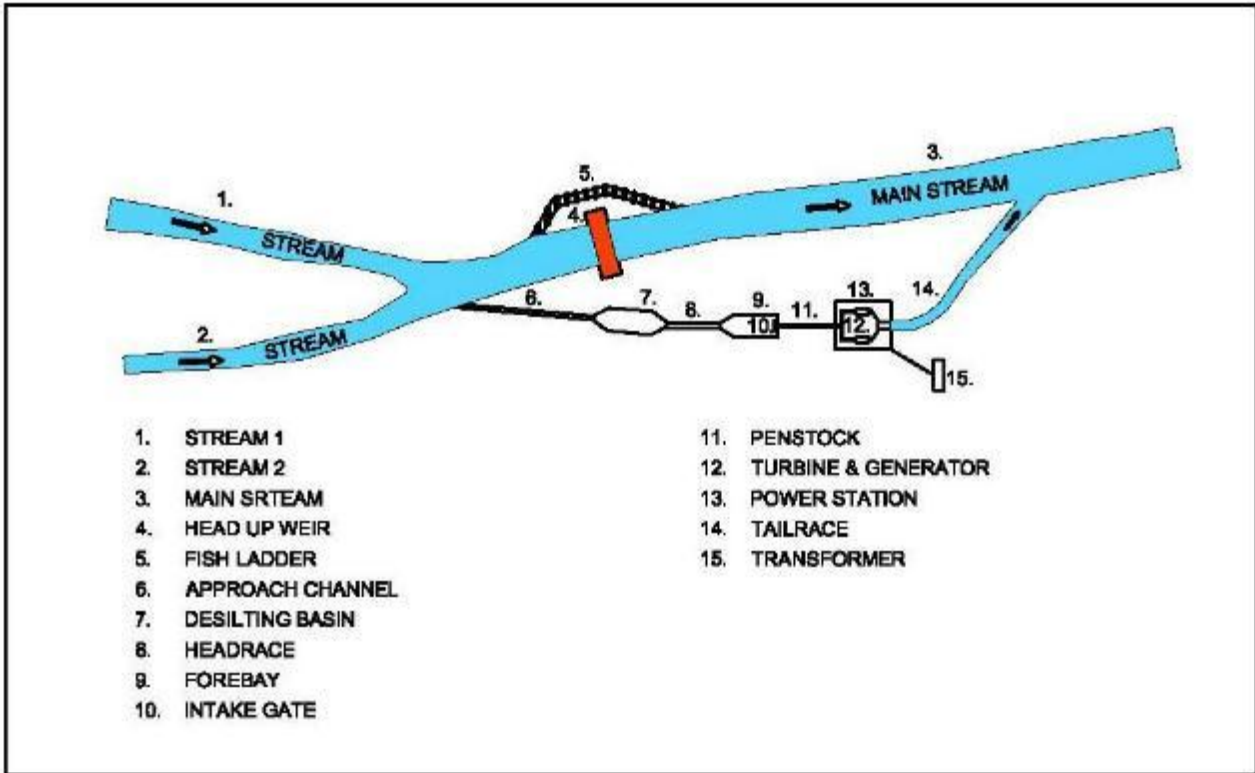 3.
MAIN STREAM
5.
4.
1.
STREAM
13.
14.
6.
7.
8.
9.
10.
11.
12.
2.
STREAM
15.
1. STREAM 1
2. STREAM 2
3. MAIN SRTEAM
4. HEAD UP WEIR
5. FISH LADDER
6. APPROACH CHANNEL
7. DESILTING BASIN
8. HEADRACE
9. FOREBAY
10. INTAKE GATE
11. PENSTOCK
12. TURBINE & GENERATOR
13. POWER STATION
14. TAILRACE
15. TRANSFORMER